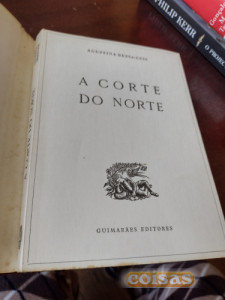 AGUSTINA BESSA-LUÍS
A CORTE
DO NORTE
GUIMARÃES EDITORES
PHILIP KERR
coisas